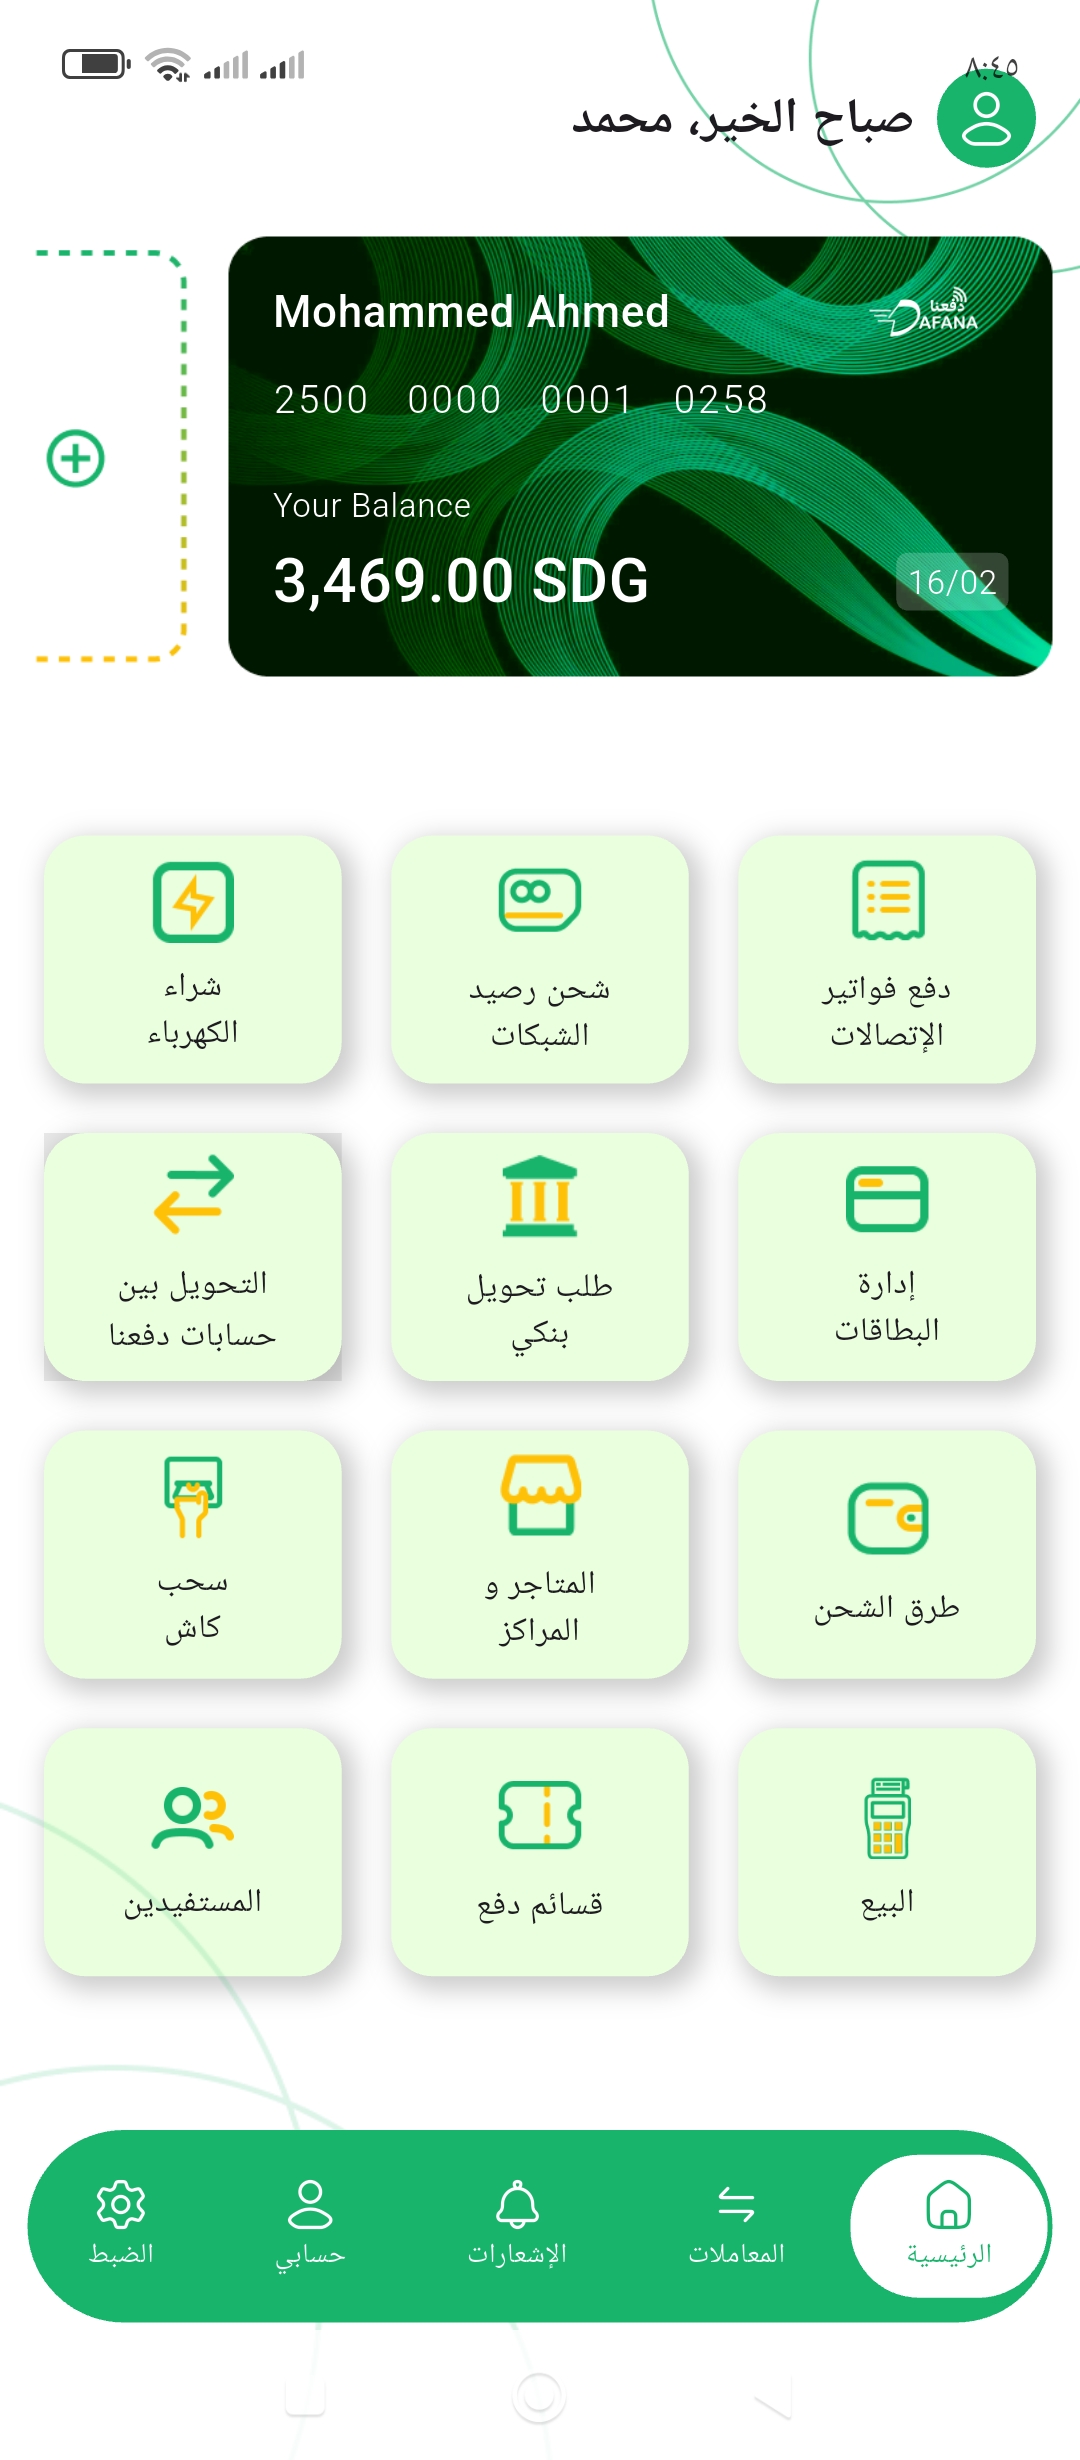 ٨:٤٥
صباح الخير، محمد
Mohammed Ahmed
دفعنا
DAFANA
2500 0000 0001 0258
Your Balance
3,469.00 SDG
16/02
دفع فواتير
الإتصالات
شحن رصيد
الشبكات
شراء
الكهرباء
إدارة
البطاقات
طلب تحويل
بنكي
التحويل بين
حسابات دفعنا
طرق الشحن
المتاجر و
المراكز
سحب
كاش
البيع
قسائم دفع
المستفيدين
الرئيسية
المعاملات
الإشعارات
حسابي
الضبط